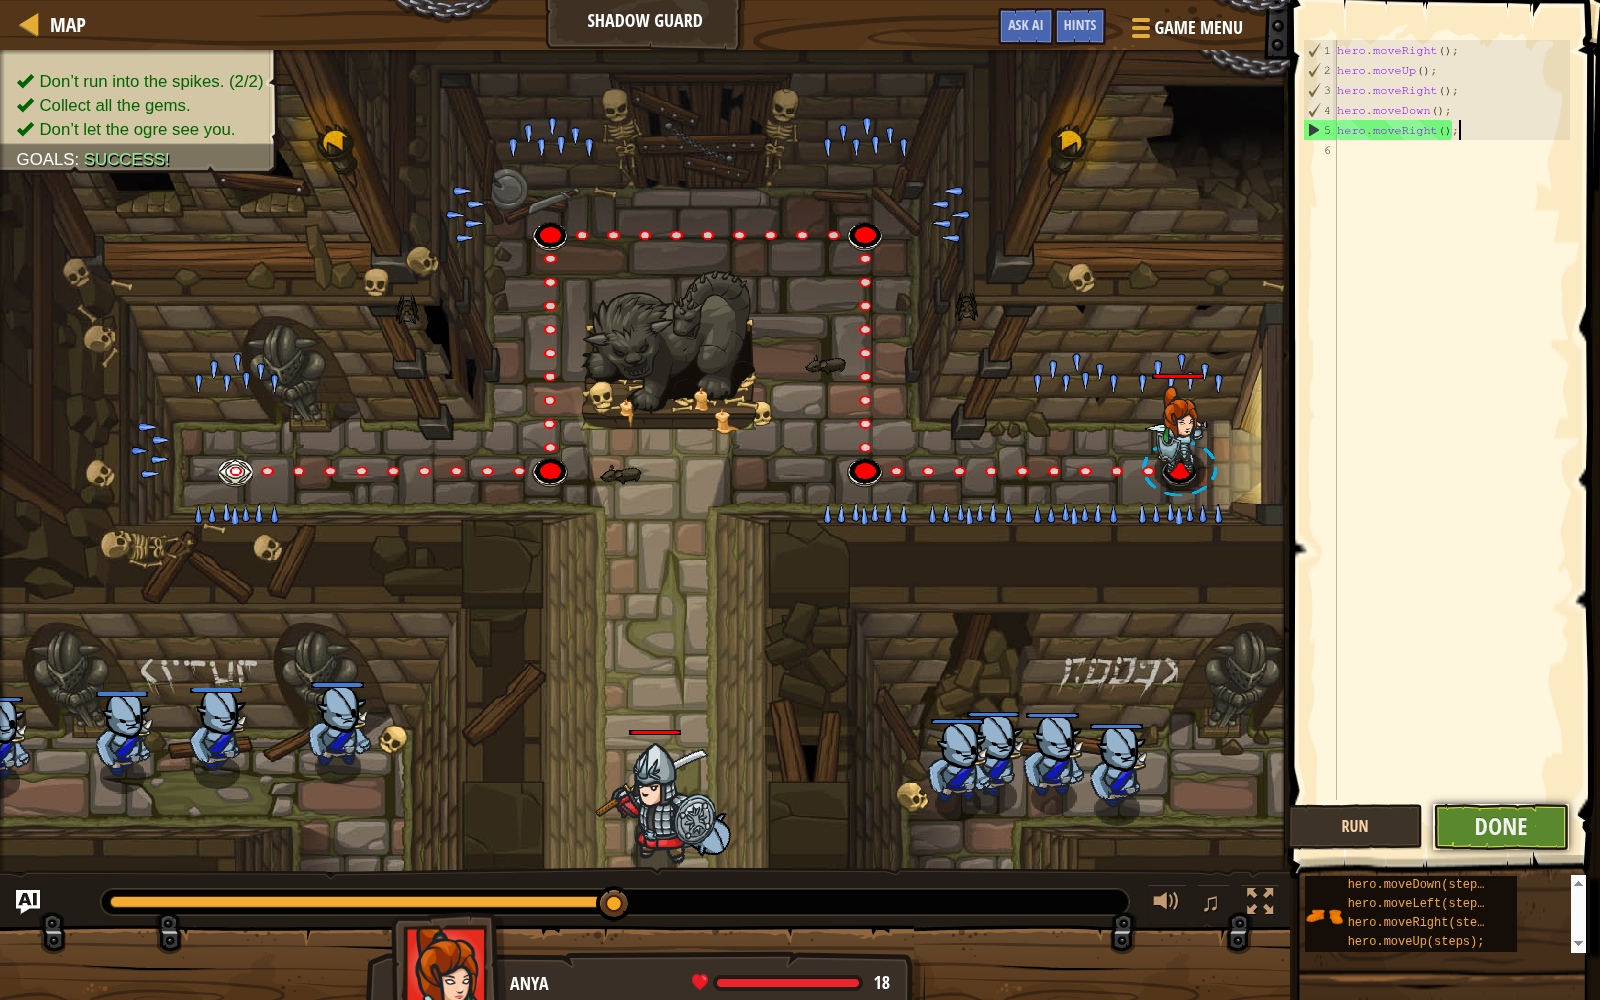 Map
SHADOW GUARD
ASK AI
HINTS
GAME MENU
Don't run into the spikes. (2/2)
Collect all the gems.
Don't let the ogre see you.
GOALS: SUCCESS!
1 hero.moveRight();
2 hero.moveUp();
3 hero.moveRight();
4 hero.moveDown();
5 hero.moveRight();
6
RUN
DONE
hero.moveDown(step…
hero.moveLeft(step…
hero.moveRight(ste…
hero.moveUp(steps);
AI
ANYA
18